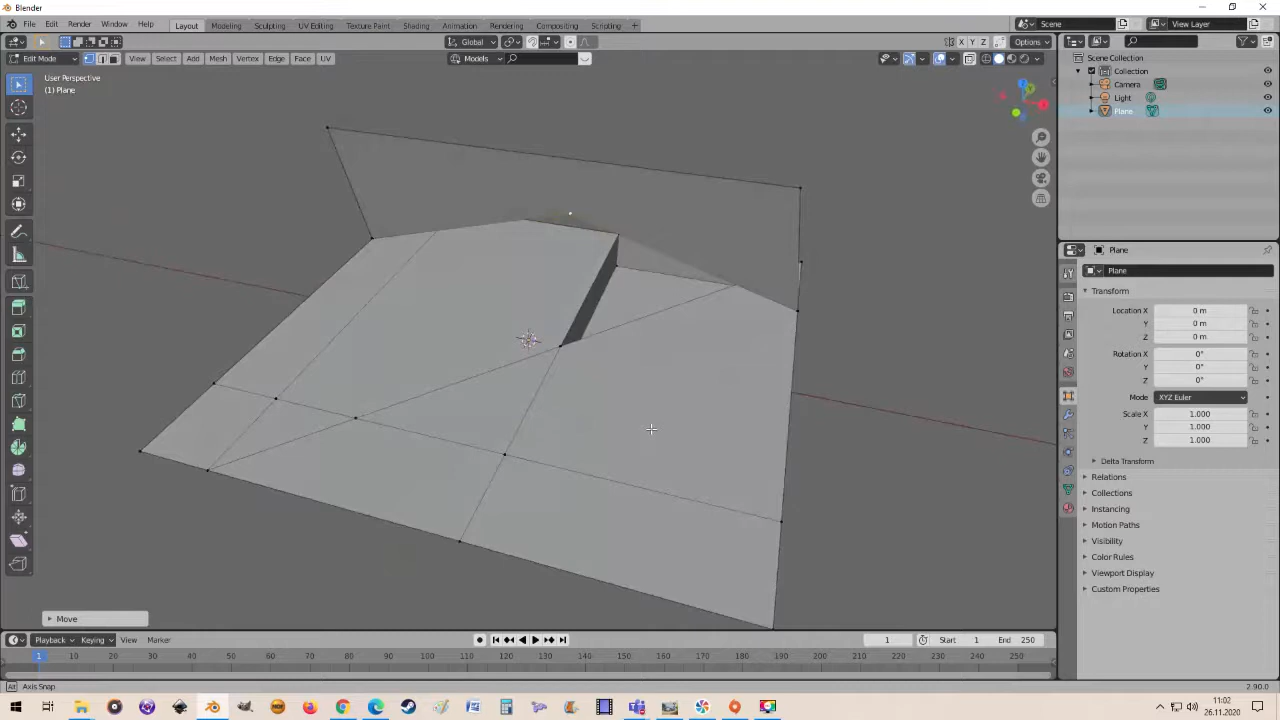 Blender
File Edit Render Window Help Layout Modeling Sculpting UV Editing Texture Paint Shading Animation Rendering Compositing Scripting + Scene View Layer
Global X Y Z Options
Edit Mode View Select Add Mesh Vertex Edge Face UV Models
User Perspective
(1) Plane
Scene Collection
Collection
Camera
Light
Plane
Plane
Plane
Transform
Location X 0 m
Y 0 m
Z 0 m
Rotation X 0°
Y 0°
Z 0°
Mode XYZ Euler
Scale X 1.000
Y 1.000
Z 1.000
Delta Transform
Relations
Collections
Instancing
Motion Paths
Visibility
Color Rules
Viewport Display
Custom Properties
Move
Playback Keying View Marker 1 Start 1 End 250
1 10 20 30 40 50 60 70 80 90 100 110 120 130 140 150 160 170 180 190 200 210 220 230 240 250
Alt Axis Snap 2.90.0
11:02
26.11.2020